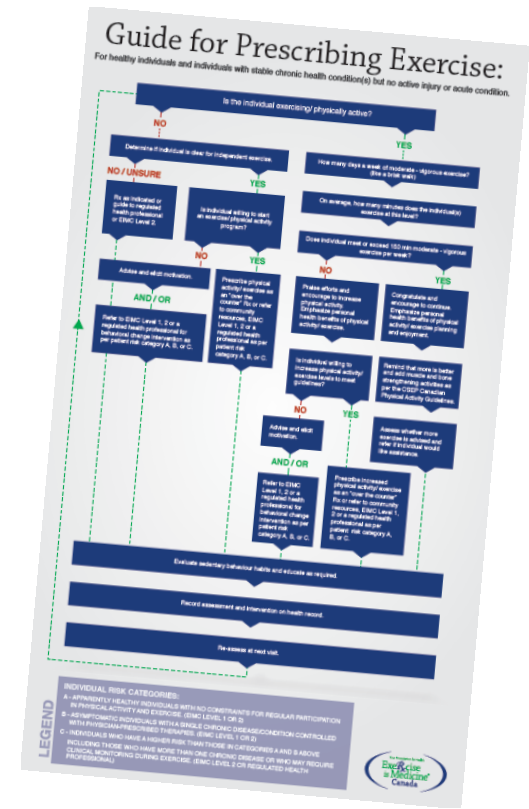 Guide for Prescribing Exercise:
For healthy individuals and individuals with stable chronic health condition(s) but no active injury or acute condition.
Is the individual exercising/ physically active?
NO
YES
Determine if individual is clear for independent exercise.
NO / UNSURE
YES
Rx as indicated or
guide to regulated
health professional
or EIMC Level 2.
Is individual willing to start
an exercise/ physical activity
program?
NO
YES
Advise and elicit motivation.
AND / OR
Refer to EIMC Level 1, 2 or a
regulated health professional for
behavioural change intervention as
per patient risk category A, B, or C.
Prescribe physical
activity/ exercise as
an "over the
counter" Rx or refer
to community
resources, EIMC
Level 1, 2 or a
regulated health
professional as per
patient risk
category A, B, or C.
How many days a week of moderate - vigorous exercise?
(like a brisk walk)
On average, how many minutes does the individual(s)
exercise at this level?
Does individual meet or exceed 150 min moderate - vigorous
exercise per week?
NO
YES
Praise efforts and
encourage to increase
physical activity.
Emphasize personal
health benefits of physical
activity/ exercise.
Congratulate and
encourage to continue
Emphasize personal
health benefits of physical
activity/ exercise planning
and enjoyment.
Is individual willing to
increase physical activity/
exercise levels to meet
guidelines?
NO
YES
Remind that more is better
and add muscle and bone
strengthening activities as
per the CSEP Canadian
Physical Activity Guidelines.
Advise and elicit
motivation.
AND / OR
Refer to EIMC
Level 1, 2 or a
regulated health
professional for
behavioural change
intervention as per
patient risk
category A, B, or C.
Prescribe increased
physical activity/ exercise
as an "over the counter"
Rx or refer to community
resources, EIMC Level 1,
2 or a regulated health
professional as per
patient risk category A,
B, or C.
Assess whether more
exercise is advised and
refer if individual would
like assistance.
Evaluate sedentary behaviour habits and educate as required.
Record assessment and intervention on health record.
Re-assess at next visit.
LEGEND
INDIVIDUAL RISK CATEGORIES:
A - APPARENTLY HEALTHY INDIVIDUALS WITH NO CONSTRAINTS FOR REGULAR PARTICIPATION
IN PHYSICAL ACTIVITY AND EXERCISE. (EIMC LEVEL 1 OR 2)
B - ASYMPTOMATIC INDIVIDUALS WITH A SINGLE CHRONIC DISEASE/CONDITION CONTROLLED
WITH PHYSICIAN-PRESCRIBED THERAPIES. (EIMC LEVEL 1 OR 2)
C - INDIVIDUALS WHO HAVE A HIGHER RISK THAN THOSE IN CATEGORIES A AND B ABOVE
INCLUDING THOSE WHO HAVE MORE THAN ONE CHRONIC DISEASE OR WHO MAY REQUIRE
CLINICAL MONITORING DURING EXERCISE. (EIMC LEVEL 2 OR REGULATED HEALTH
PROFESSIONAL)
ExeRxcise
is Medicine®
Canada